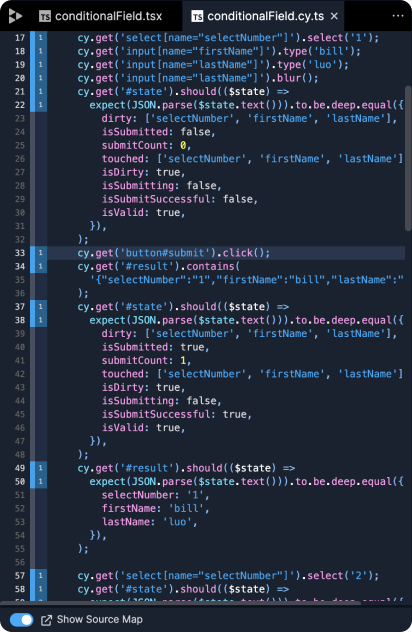 conditionalField.tsx
TS conditionalField.cy.ts ×
17 1 cy.get('select[name="selectNumber"]').select('1');
18 1 cy.get('input[name="firstName"]').type('bill');
19 1 cy.get('input[name="lastName"]').type('luo');
20 1 cy.get('input[name="lastName"]').blur();
21 1 cy.get('#state').should(($state) =>
22 1 expect(JSON.parse($state.text())).to.be.deep.equal({
23 dirty: ['selectNumber', 'firstName', 'lastName'],
24 isSubmitted: false,
25 submitCount: 0,
26 touched: ['selectNumber', 'firstName', 'lastName']
27 isDirty: true,
28 isSubmitting: false,
29 isSubmitSuccessful: false,
30 isValid: true,
31 }),
32 );
33 1 cy.get('button#submit').click();
34 1 cy.get('#result').contains(
35 '{"selectNumber":"1","firstName":"bill","lastName":"
36 );
37 1 cy.get('#state').should(($state) =>
38 1 expect(JSON.parse($state.text())).to.be.deep.equal({
39 dirty: ['selectNumber', 'firstName', 'lastName'],
40 isSubmitted: true,
41 submitCount: 1,
42 touched: ['selectNumber', 'firstName', 'lastName']
43 isDirty: true,
44 isSubmitting: false,
45 isSubmitSuccessful: true,
46 isValid: true,
47 }),
48 );
49 1 cy.get('#result').should(($state) =>
50 1 expect(JSON.parse($state.text())).to.be.deep.equal({
51 selectNumber: '1',
52 firstName: 'bill',
53 lastName: 'luo',
54 }),
55 );
56
57 1 cy.get('select[name="selectNumber"]').select('2');
58 1 cy.get('#state').should(($state) =>
Show Source Map